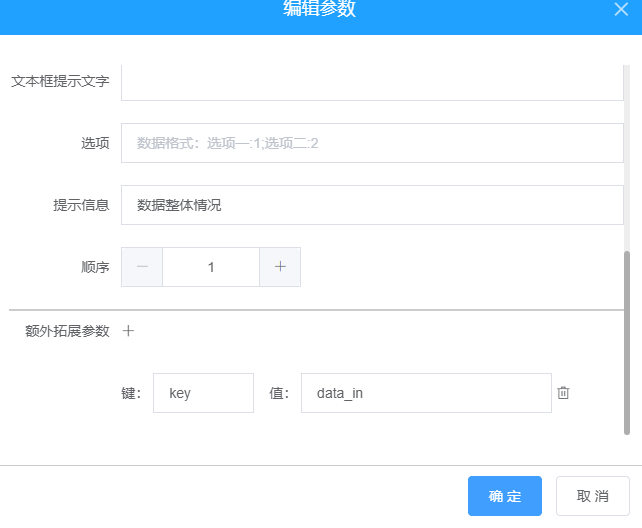 编辑参数
文本框提示文字
选项 数据格式：选项一:1;选项二:2
提示信息 数据整体情况
顺序 1
额外拓展参数
键： key 值： data_in
确 定 取 消